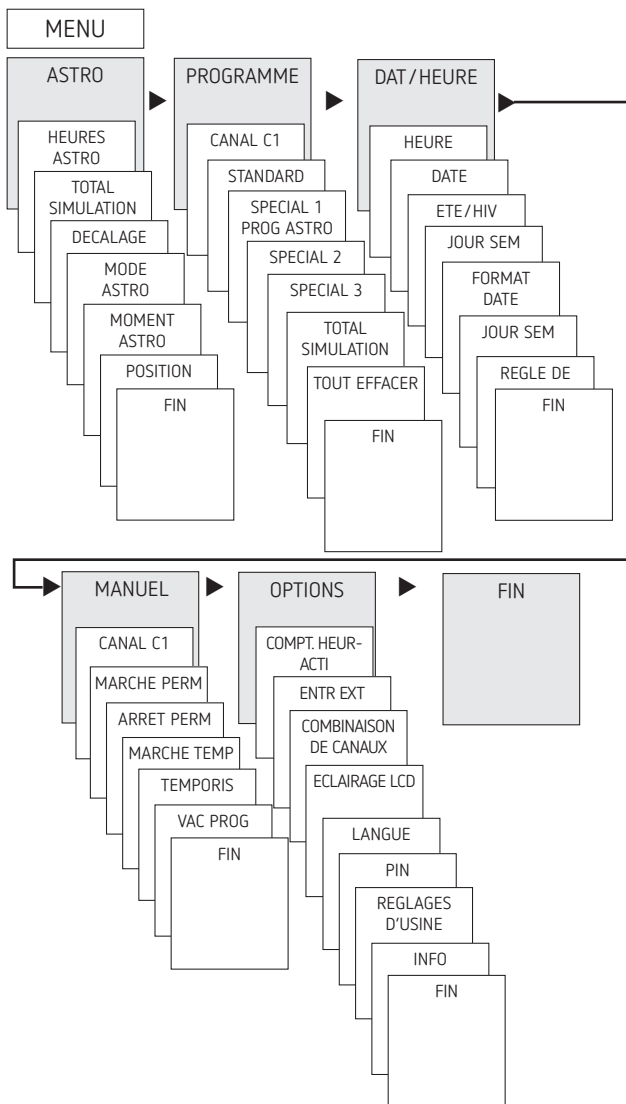 MENU
ASTRO
HEURES
ASTRO
TOTAL
SIMULATION
DECALAGE
MODE
ASTRO
MOMENT
ASTRO
POSITION
FIN
PROGRAMME
CANAL C1
STANDARD
SPECIAL 1
PROG ASTRO
SPECIAL 2
SPECIAL 3
TOTAL
SIMULATION
TOUT EFFACER
FIN
DAT/HEURE
HEURE
DATE
ETE/HIV
JOUR SEM
FORMAT
DATE
JOUR SEM
REGLE DE
FIN
MANUEL
CANAL C1
MARCHE PERM
ARRET PERM
MARCHE TEMP
TEMPORIS
VAC PROG
FIN
OPTIONS
COMPT. HEUR-
ACTI
ENTR EXT
COMBINAISON
DE CANAUX
ECLAIRAGE LCD
LANGUE
PIN
REGLAGES
D'USINE
INFO
FIN
FIN